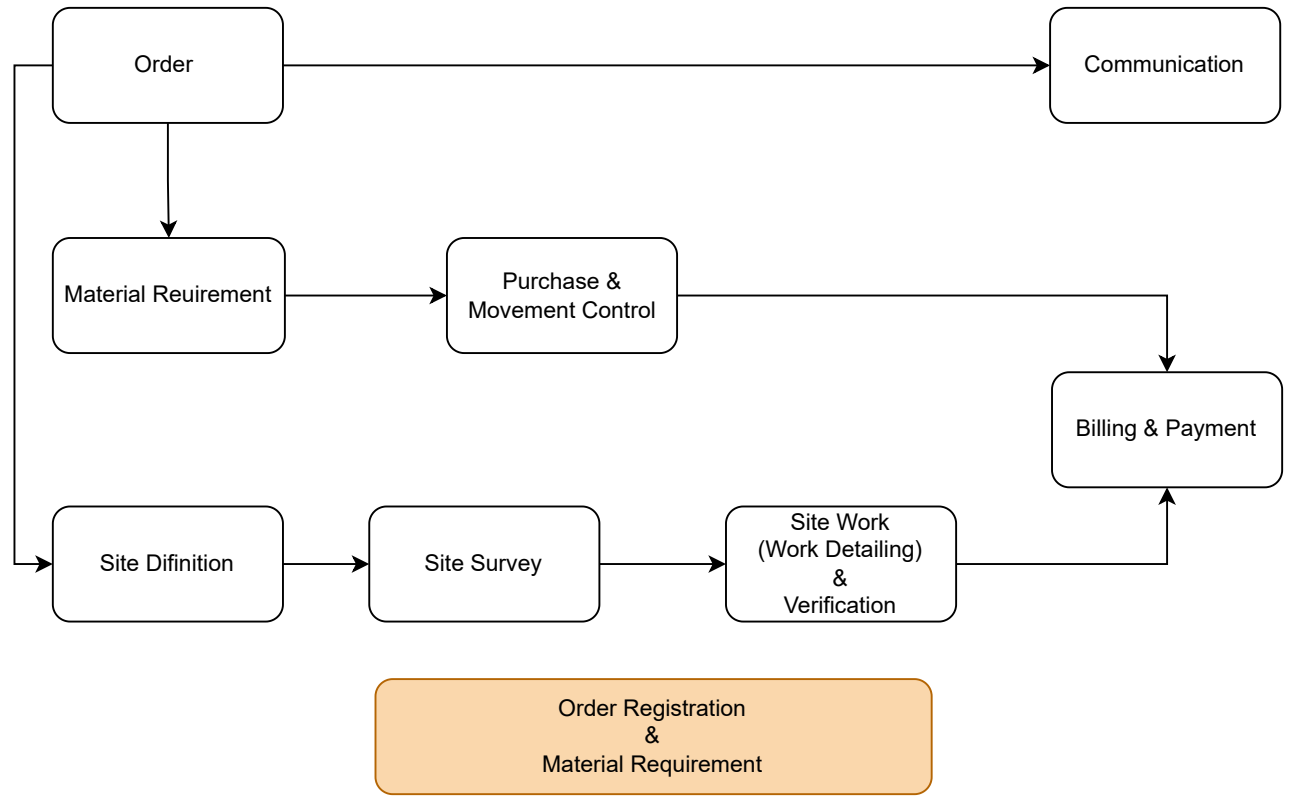 Order
Communication
Material Reuirement
Purchase &
Movement Control
Billing & Payment
Site Difinition
Site Survey
Site Work
(Work Detailing)
&
Verification
Order Registration
&
Material Requirement